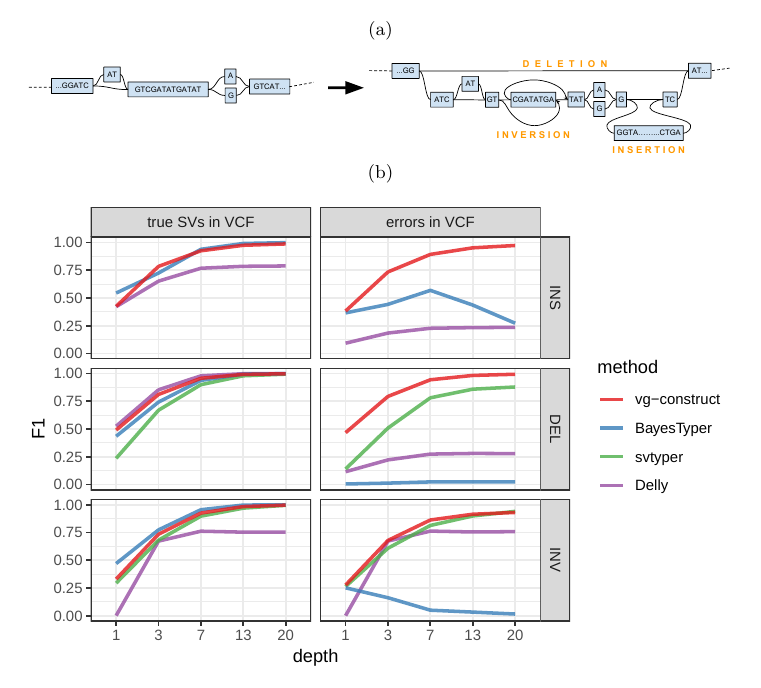 (a)
...GGATC AT GTCGATATGATAT A G GTCAT...
...GG DELETION AT...
ATC AT GT CGATATGA TAT A G G TC
INVERSION GGTA.........CTGA
INSERTION
(b)
true SVs in VCF errors in VCF
1.00
0.75
0.50
0.25
0.00
INS
1.00
0.75
0.50
0.25
0.00
DEL
1.00
0.75
0.50
0.25
0.00
INV
F1
1 3 7 13 20 1 3 7 13 20
depth
method
vg-construct
BayesTyper
svtyper
Delly